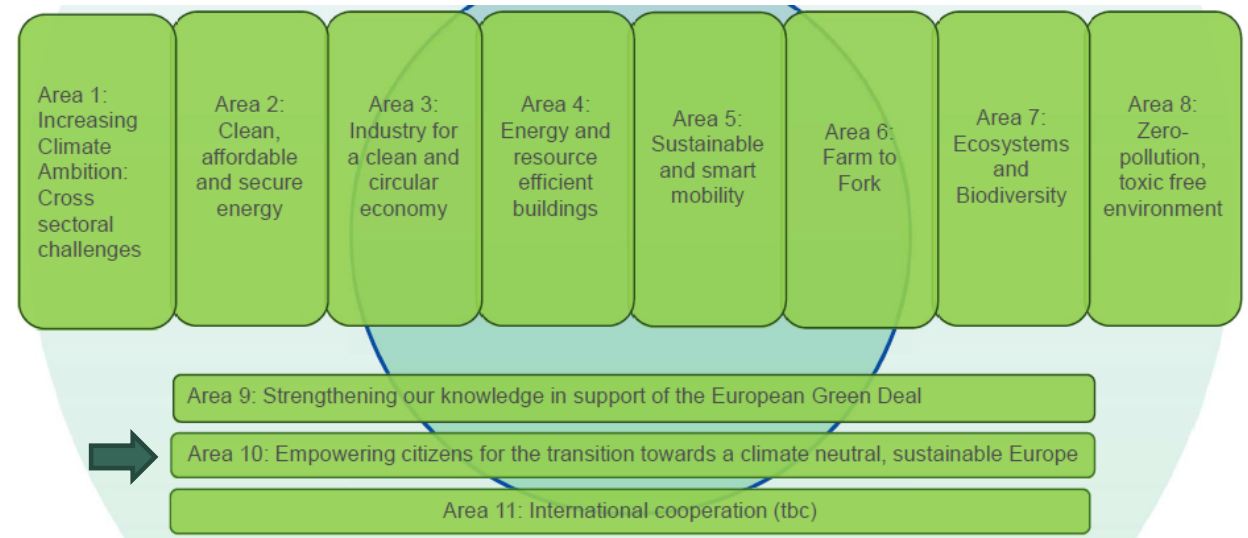 Area 1:
Increasing
Climate
Ambition:
Cross
sectoral
challenges
Area 2:
Clean,
affordable
and secure
energy
Area 3:
Industry for
a clean and
circular
economy
Area 4:
Energy and
resource
efficient
buildings
Area 5:
Sustainable
and smart
mobility
Area 6:
Farm to
Fork
Area 7:
Ecosystems
and
Biodiversity
Area 8:
Zero-
pollution,
toxic free
environment
Area 9: Strengthening our knowledge in support of the European Green Deal
Area 10: Empowering citizens for the transition towards a climate neutral, sustainable Europe
Area 11: International cooperation (tbc)